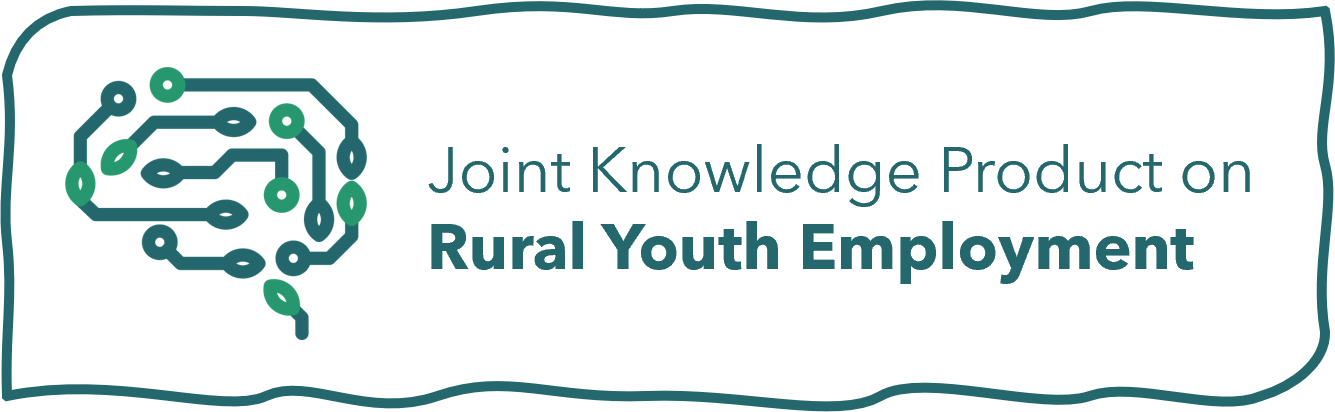 Joint Knowledge Product on
Rural Youth Employment